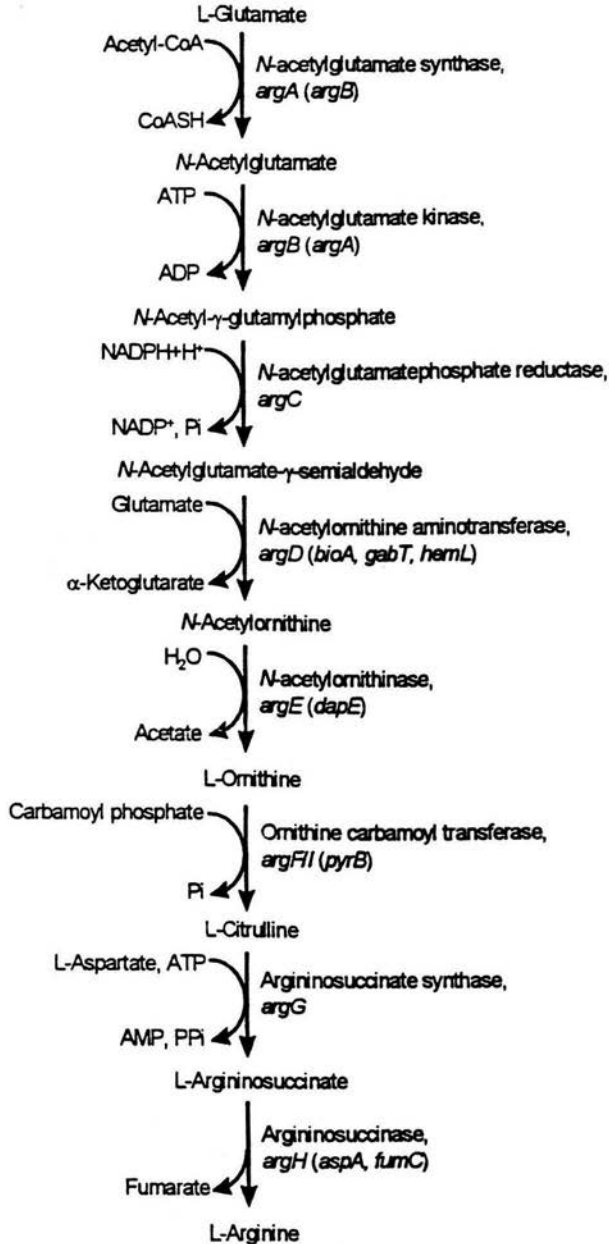 L-Glutamate
Acetyl-CoA
N-acetylglutamate synthase,
argA (argB)
CoASH
N-Acetylglutamate
ATP
N-acetylglutamate kinase,
argB (argA)
ADP
N-Acetyl-γ-glutamylphosphate
NADPH+H⁺
N-acetylglutamatephosphate reductase,
argC
NADP⁺, Pi
N-Acetylglutamate-γ-semialdehyde
Glutamate
N-acetylornithine aminotransferase,
argD (bioA, gabT, hemL)
α-Ketoglutarate
N-Acetylornithine
H₂O
N-acetylornithinase,
argE (dapE)
Acetate
L-Ornithine
Carbamoyl phosphate
Ornithine carbamoyl transferase,
argF/I (pyrB)
Pi
L-Citrulline
L-Aspartate, ATP
Argininosuccinate synthase,
argG
AMP, PPi
L-Argininosuccinate
Argininosuccinase,
argH (aspA, fumC)
Fumarate
L-Arginine